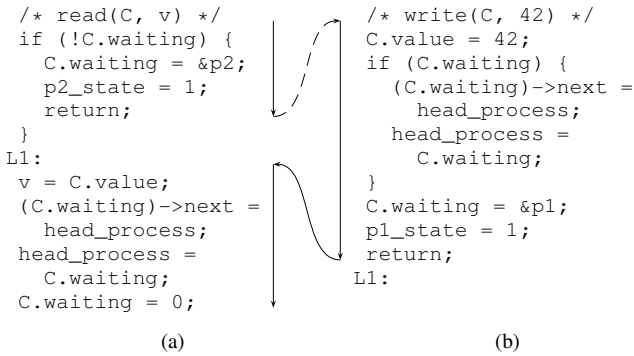 /* read(C, v) */
if (!C.waiting) {
C.waiting = &p2;
p2_state = 1;
return;
}
L1:
v = C.value;
(C.waiting)->next =
head_process;
head_process =
C.waiting;
C.waiting = 0;
(a)
/* write(C, 42) */
C.value = 42;
if (C.waiting) {
(C.waiting)->next =
head_process;
head_process =
C.waiting;
}
C.waiting = &p1;
p1_state = 1;
return;
L1:
(b)